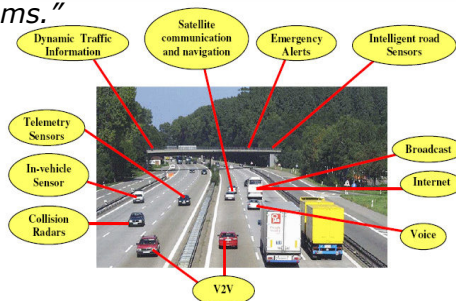 ms.”
Dynamic Traffic
Information
Satellite
communication
and navigation
Emergency
Alerts
Intelligent road
Sensors
Telemetry
Sensors
Broadcast
In-vehicle
Sensor
Internet
Collision
Radars
Voice
V2V